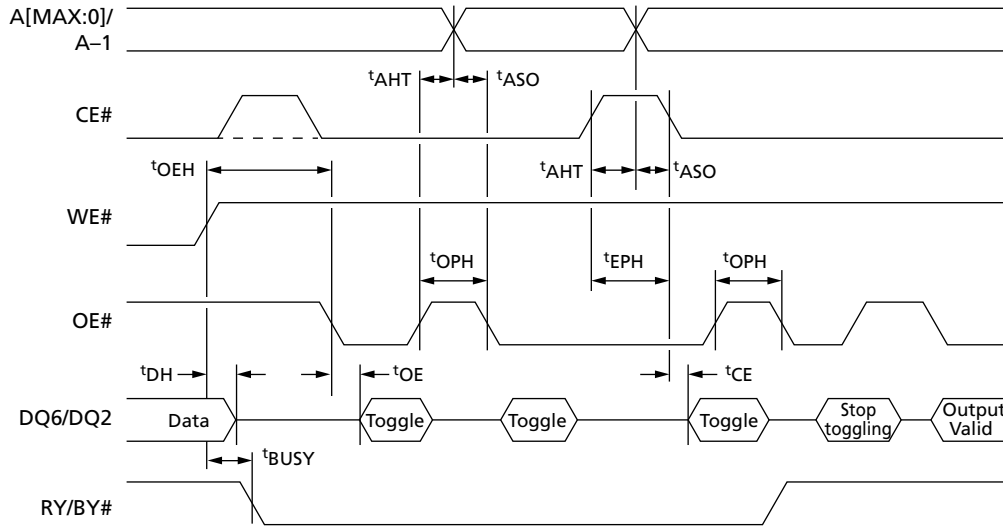 A[MAX:0]/
A–1
tAHT
tASO
CE#
tOEH
tAHT
tASO
WE#
tOPH
tEPH
tOPH
OE#
tDH
tOE
tCE
DQ6/DQ2
Data
Toggle
Toggle
Toggle
Stop
toggling
Output
Valid
tBUSY
RY/BY#